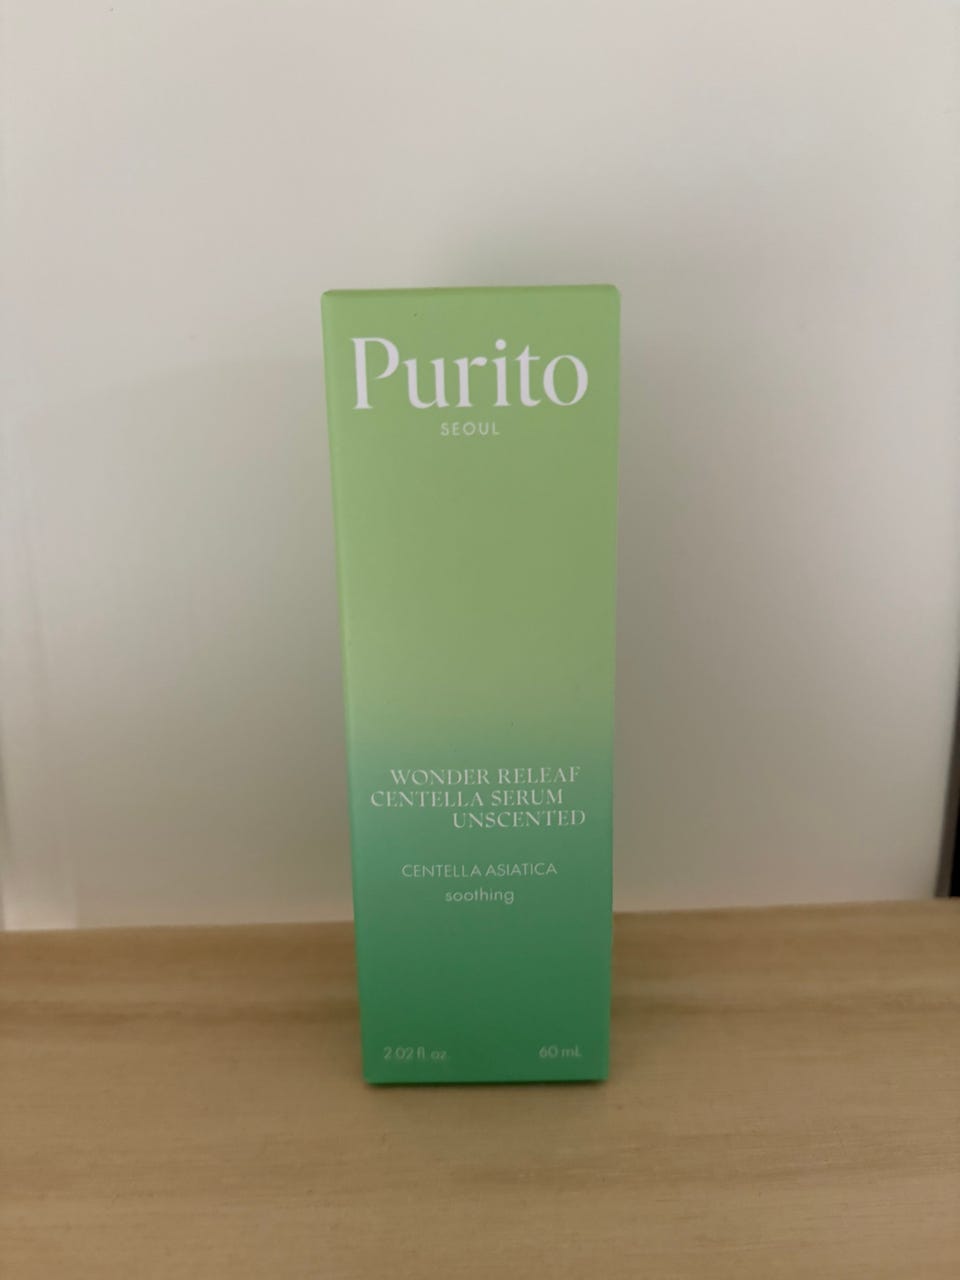 Purito
SEOUL
WONDER RELEAF
CENTELLA SERUM
UNSCENTED
CENTELLA ASIATICA
soothing
2.02 fl. oz. 60 mL